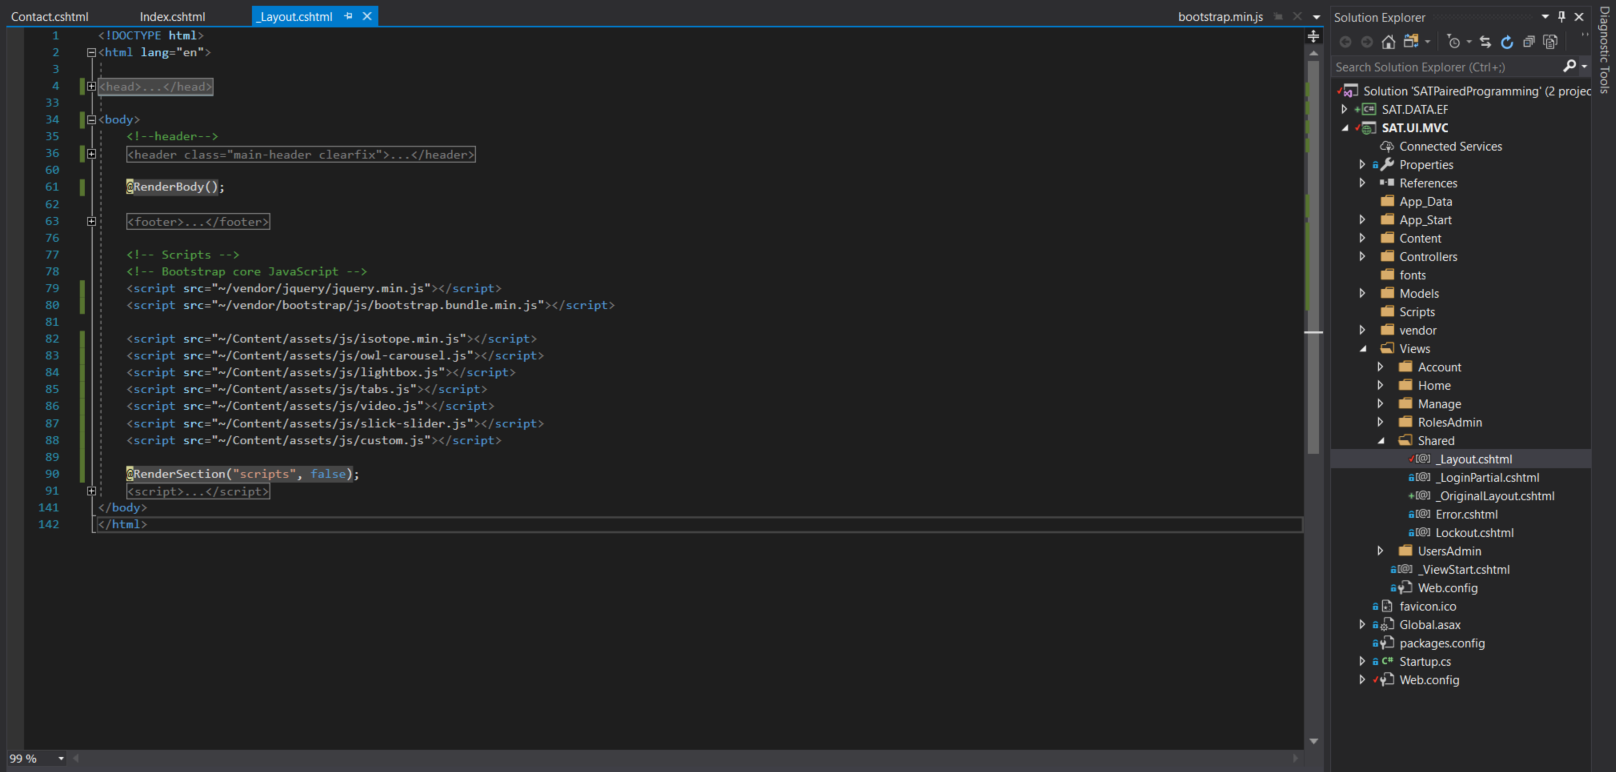 Contact.cshtml
Index.cshtml
_Layout.cshtml
bootstrap.min.js
1 <!DOCTYPE html>
2 <html lang="en">
3
4 <head>...</head>
33
34 <body>
35 <!--header-->
36 <header class="main-header clearfix">...</header>
60
61 @RenderBody();
62
63 <footer>...</footer>
76
77 <!-- Scripts -->
78 <!-- Bootstrap core JavaScript -->
79 <script src="~/vendor/jquery/jquery.min.js"></script>
80 <script src="~/vendor/bootstrap/js/bootstrap.bundle.min.js"></script>
81
82 <script src="~/Content/assets/js/isotope.min.js"></script>
83 <script src="~/Content/assets/js/owl-carousel.js"></script>
84 <script src="~/Content/assets/js/lightbox.js"></script>
85 <script src="~/Content/assets/js/tabs.js"></script>
86 <script src="~/Content/assets/js/video.js"></script>
87 <script src="~/Content/assets/js/slick-slider.js"></script>
88 <script src="~/Content/assets/js/custom.js"></script>
89
90 @RenderSection("scripts", false);
91 <script>...</script>
141 </body>
142 </html>
99 %
Solution Explorer
Search Solution Explorer (Ctrl+;)
Solution 'SATPairedProgramming' (2 projec
SAT.DATA.EF
SAT.UI.MVC
Connected Services
Properties
References
App_Data
App_Start
Content
Controllers
fonts
Models
Scripts
vendor
Views
Account
Home
Manage
RolesAdmin
Shared
_Layout.cshtml
_LoginPartial.cshtml
_OriginalLayout.cshtml
Error.cshtml
Lockout.cshtml
UsersAdmin
_ViewStart.cshtml
Web.config
favicon.ico
Global.asax
packages.config
C# Startup.cs
Web.config
Diagnostic Tools